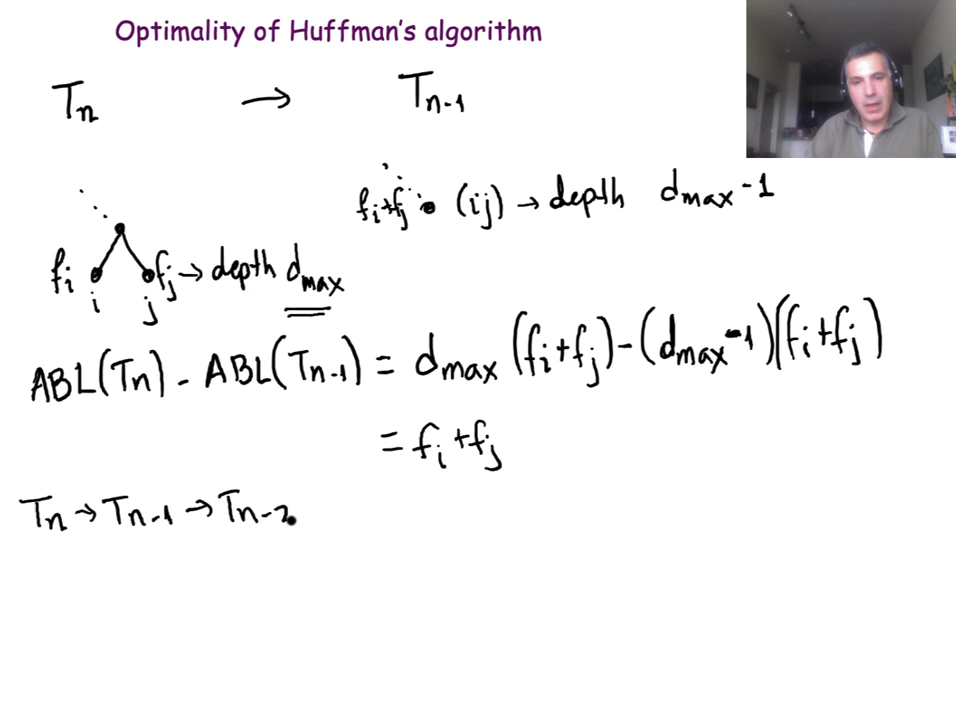 Optimality of Huffman's algorithm
Tn → Tn-1
fi+fj (ij) → depth dmax-1
fi fj → depth dmax
i j
ABL(Tn) - ABL(Tn-1) = dmax (fi+fj) - (dmax-1)(fi+fj)
= fi+fj
Tn → Tn-1 → Tn-2